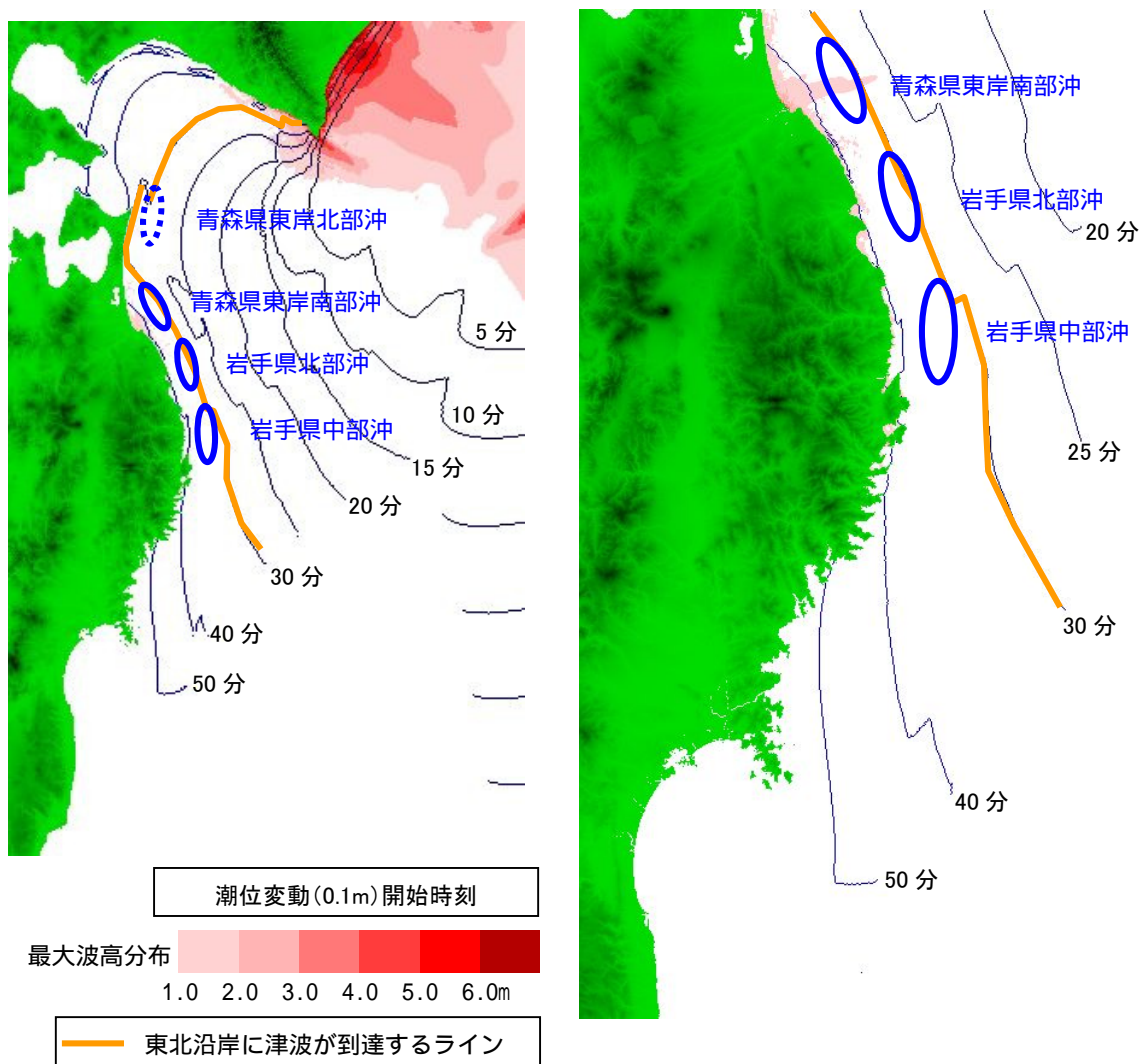 青森県東岸北部沖
青森県東岸南部沖
岩手県北部沖
岩手県中部沖
5 分
10 分
15 分
20 分
30 分
40 分
50 分
潮位変動(0.1m)開始時刻
最大波高分布
1.0 2.0 3.0 4.0 5.0 6.0m
東北沿岸に津波が到達するライン
青森県東岸南部沖
岩手県北部沖
20 分
岩手県中部沖
25 分
30 分
40 分
50 分